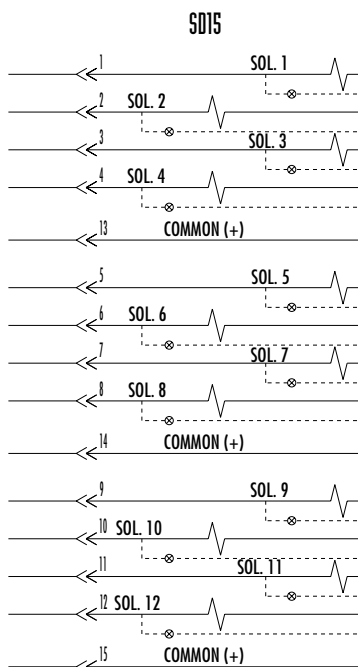 SD15
1 SOL. 1
2 SOL. 2
3 SOL. 3
4 SOL. 4
13 COMMON (+)
5 SOL. 5
6 SOL. 6
7 SOL. 7
8 SOL. 8
14 COMMON (+)
9 SOL. 9
10 SOL. 10
11 SOL. 11
12 SOL. 12
15 COMMON (+)